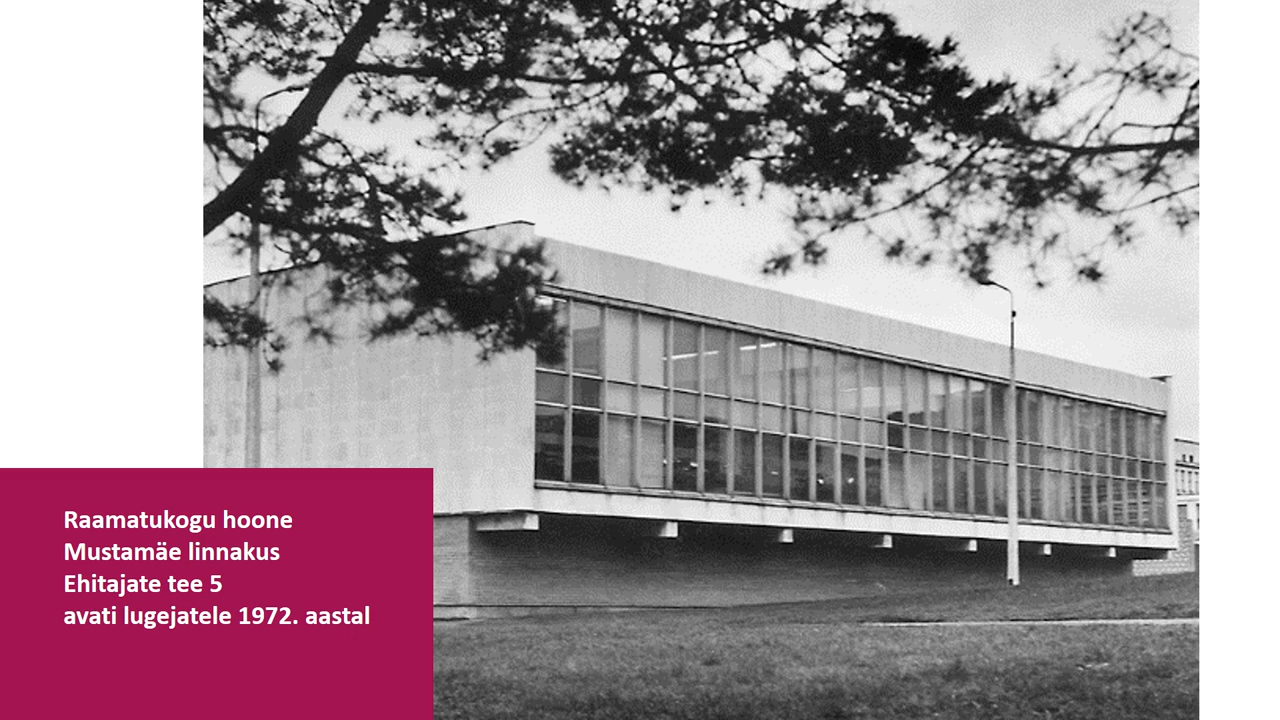 Raamatukogu hoone
Mustamäe linnakus
Ehitajate tee 5
avati lugejatele 1972. aastal